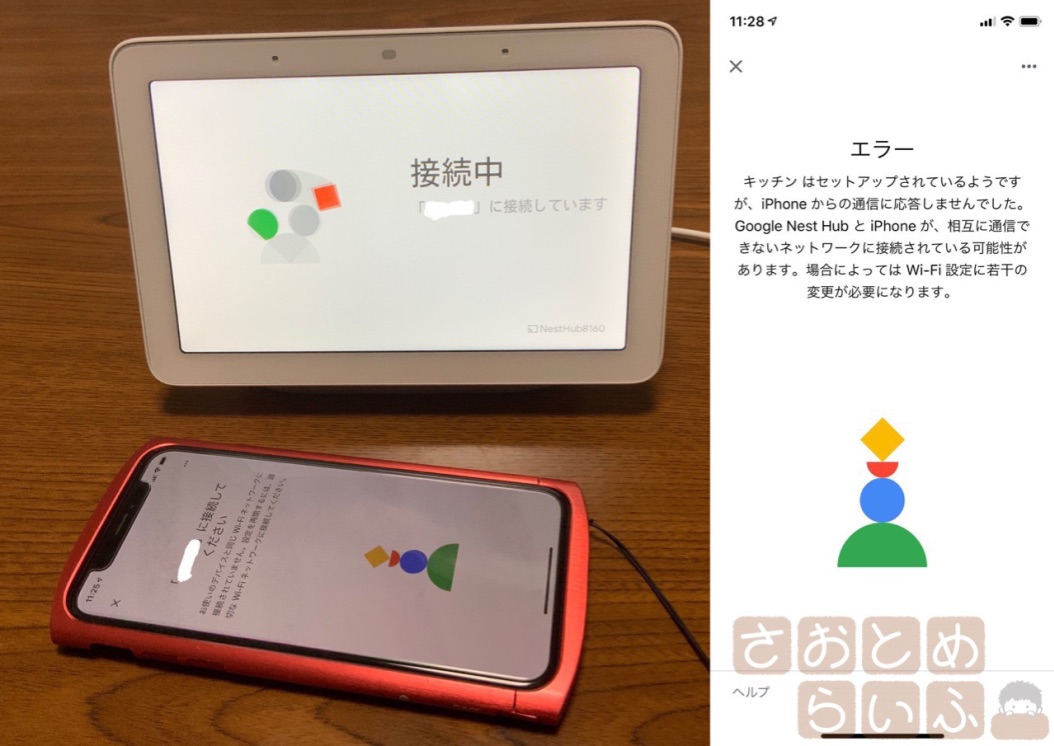 接続中
「 」に接続しています
NestHub8160
11:25
「 」に接続して
ください
お使いのデバイスと同じ Wi-Fi ネットワークに
接続されていません。設定を再開するには、適
切な Wi-Fi ネットワークに接続してください。
11:28
エラー
キッチン はセットアップされているようです
が、iPhone からの通信に応答しませんでした。
Google Nest Hub と iPhone が、相互に通信で
きないネットワークに接続されている可能性が
あります。場合によっては Wi-Fi 設定に若干の
変更が必要になります。
ヘルプ
さおとめ
らいふ